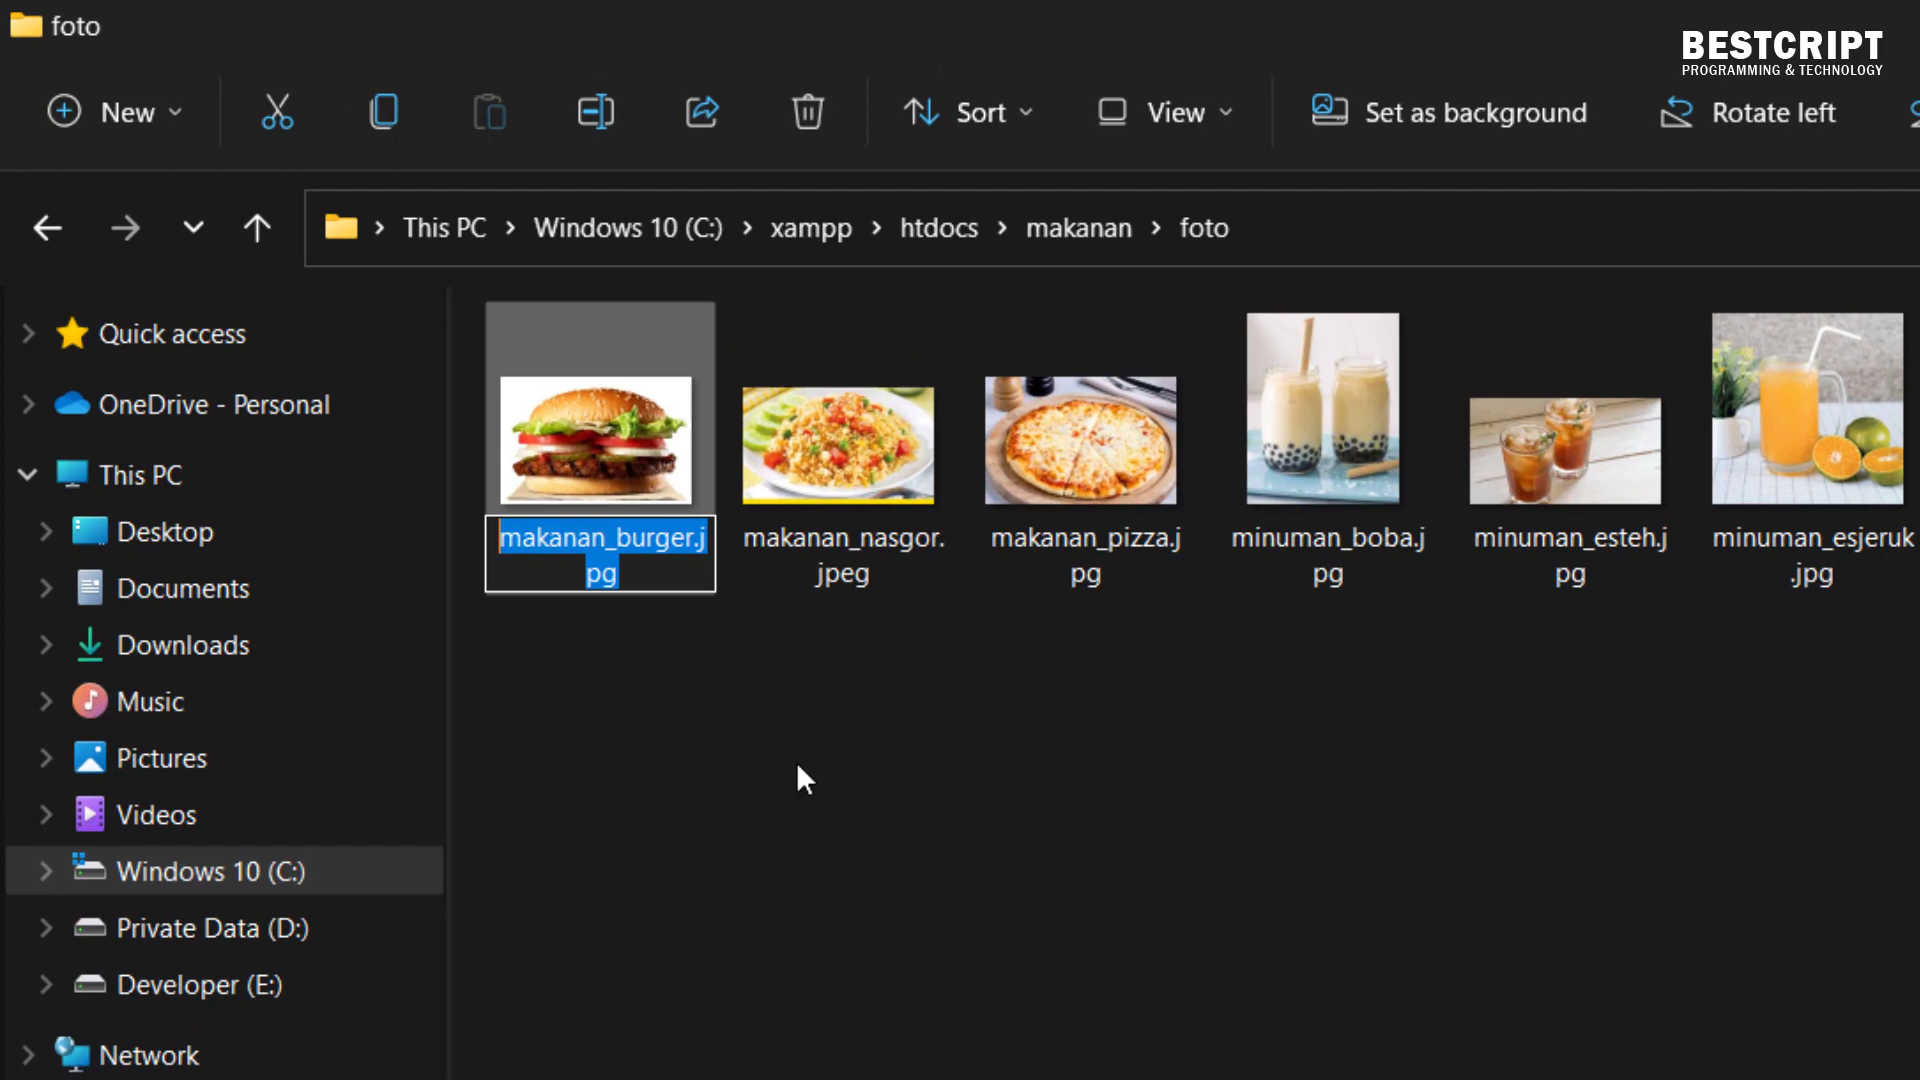 foto
BESTCRIPT
PROGRAMMING & TECHNOLOGY
New
Sort
View
Set as background
Rotate left
This PC
Windows 10 (C:)
xampp
htdocs
makanan
foto
Quick access
OneDrive - Personal
This PC
Desktop
Documents
Downloads
Music
Pictures
Videos
Windows 10 (C:)
Private Data (D:)
Developer (E:)
Network
makanan_burger.j
pg
makanan_nasgor.
jpeg
makanan_pizza.j
pg
minuman_boba.j
pg
minuman_esteh.j
pg
minuman_esjeruk
.jpg